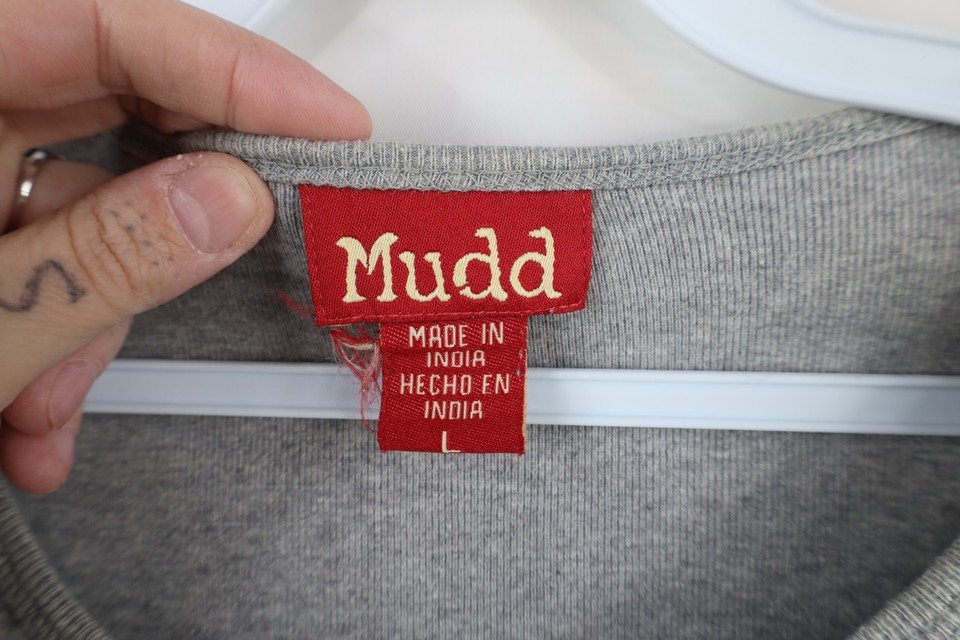 Mudd
MADE IN
INDIA
HECHO EN
INDIA
L